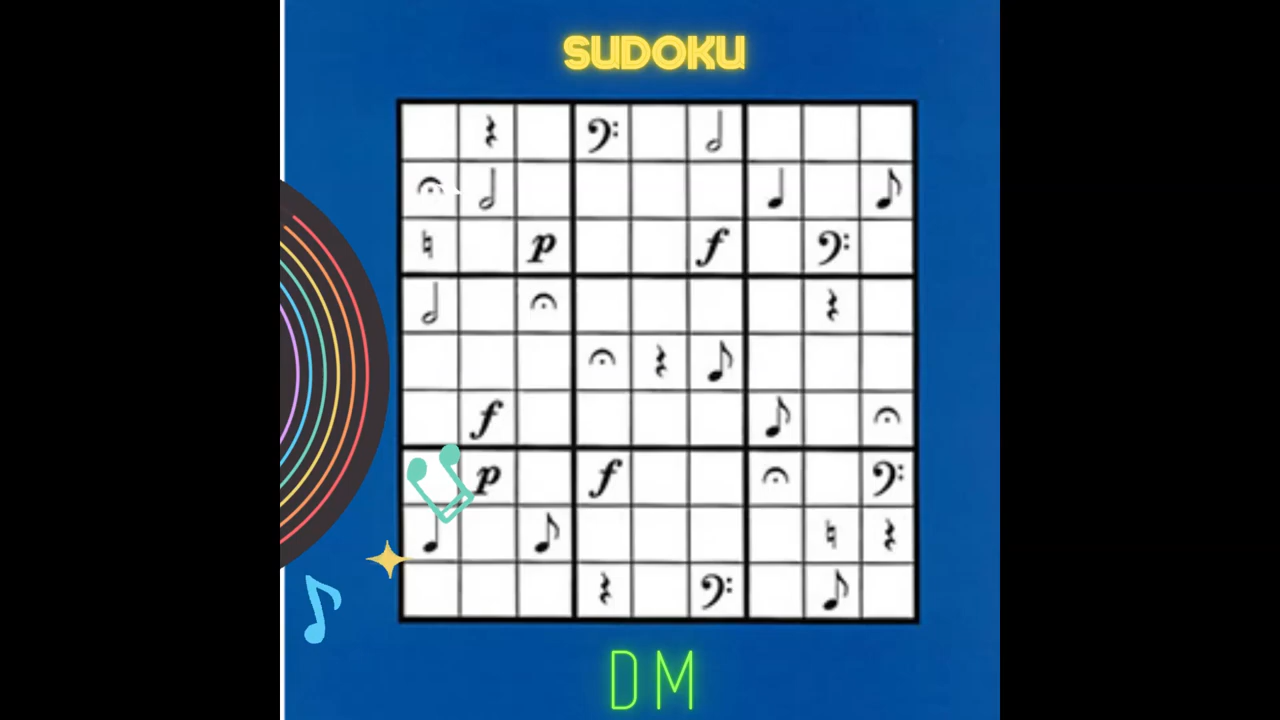 SUDOKU
𝄽 𝄢 𝅗𝅥
𝄐 𝅗𝅥 ♩ ♪
♮ p f 𝄢
𝅗𝅥 𝄐 𝄽
𝄐 𝄽 ♪
f ♪ 𝄐
p f 𝄐 𝄢
♩ ♪ ♮ 𝄽
𝄽 𝄢 ♪
DM